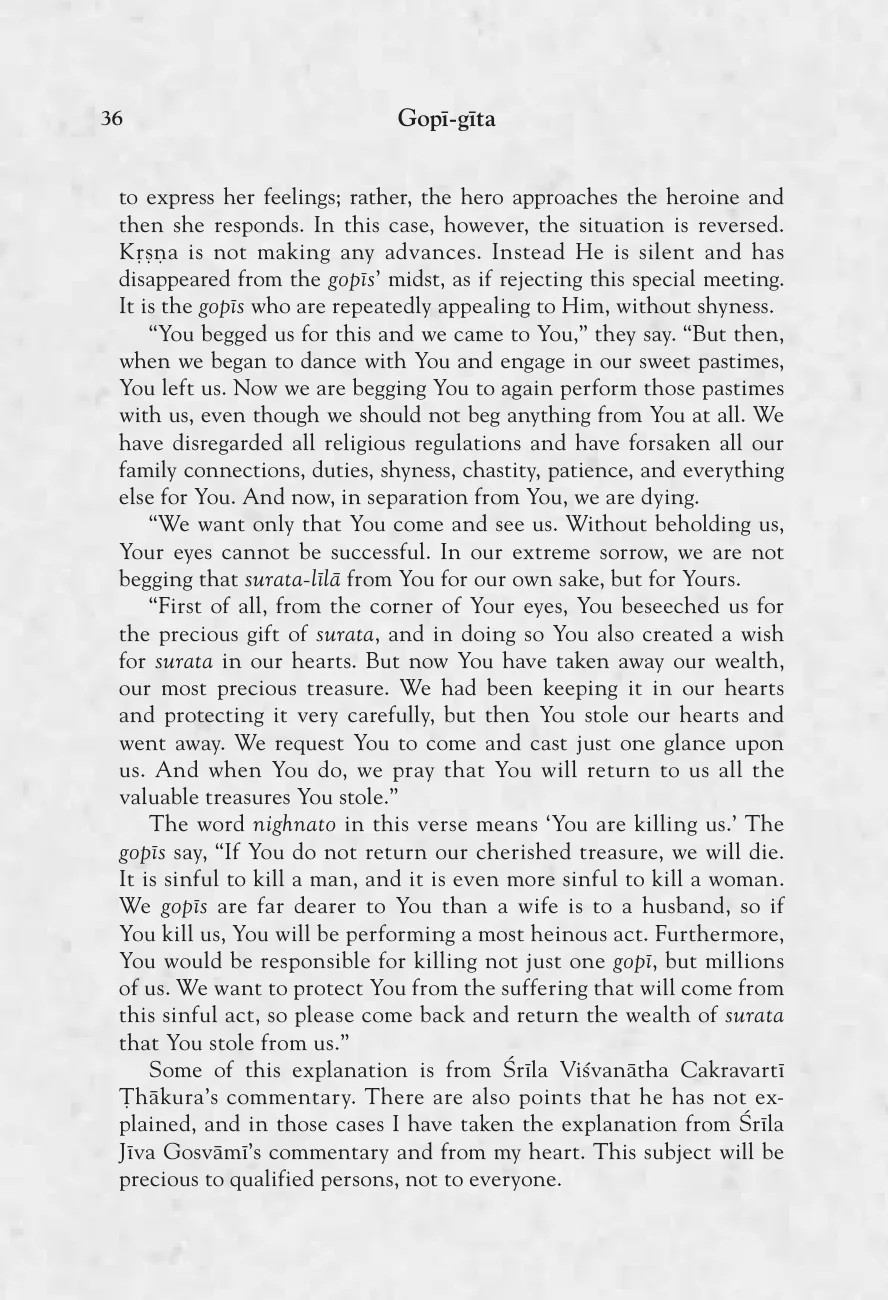 36
Gopī-gīta
to express her feelings; rather, the hero approaches the heroine and
then she responds. In this case, however, the situation is reversed.
Kṛṣṇa is not making any advances. Instead He is silent and has
disappeared from the gopīs’ midst, as if rejecting this special meeting.
It is the gopīs who are repeatedly appealing to Him, without shyness.
“You begged us for this and we came to You,” they say. “But then,
when we began to dance with You and engage in our sweet pastimes,
You left us. Now we are begging You to again perform those pastimes
with us, even though we should not beg anything from You at all. We
have disregarded all religious regulations and have forsaken all our
family connections, duties, shyness, chastity, patience, and everything
else for You. And now, in separation from You, we are dying.
“We want only that You come and see us. Without beholding us,
Your eyes cannot be successful. In our extreme sorrow, we are not
begging that surata-līlā from You for our own sake, but for Yours.
“First of all, from the corner of Your eyes, You beseeched us for
the precious gift of surata, and in doing so You also created a wish
for surata in our hearts. But now You have taken away our wealth,
our most precious treasure. We had been keeping it in our hearts
and protecting it very carefully, but then You stole our hearts and
went away. We request You to come and cast just one glance upon
us. And when You do, we pray that You will return to us all the
valuable treasures You stole.”
The word nighnato in this verse means ‘You are killing us.’ The
gopīs say, “If You do not return our cherished treasure, we will die.
It is sinful to kill a man, and it is even more sinful to kill a woman.
We gopīs are far dearer to You than a wife is to a husband, so if
You kill us, You will be performing a most heinous act. Furthermore,
You would be responsible for killing not just one gopī, but millions
of us. We want to protect You from the suffering that will come from
this sinful act, so please come back and return the wealth of surata
that You stole from us.”
Some of this explanation is from Śrīla Viśvanātha Cakravartī
Ṭhākura’s commentary. There are also points that he has not ex-
plained, and in those cases I have taken the explanation from Śrīla
Jīva Gosvāmī’s commentary and from my heart. This subject will be
precious to qualified persons, not to everyone.